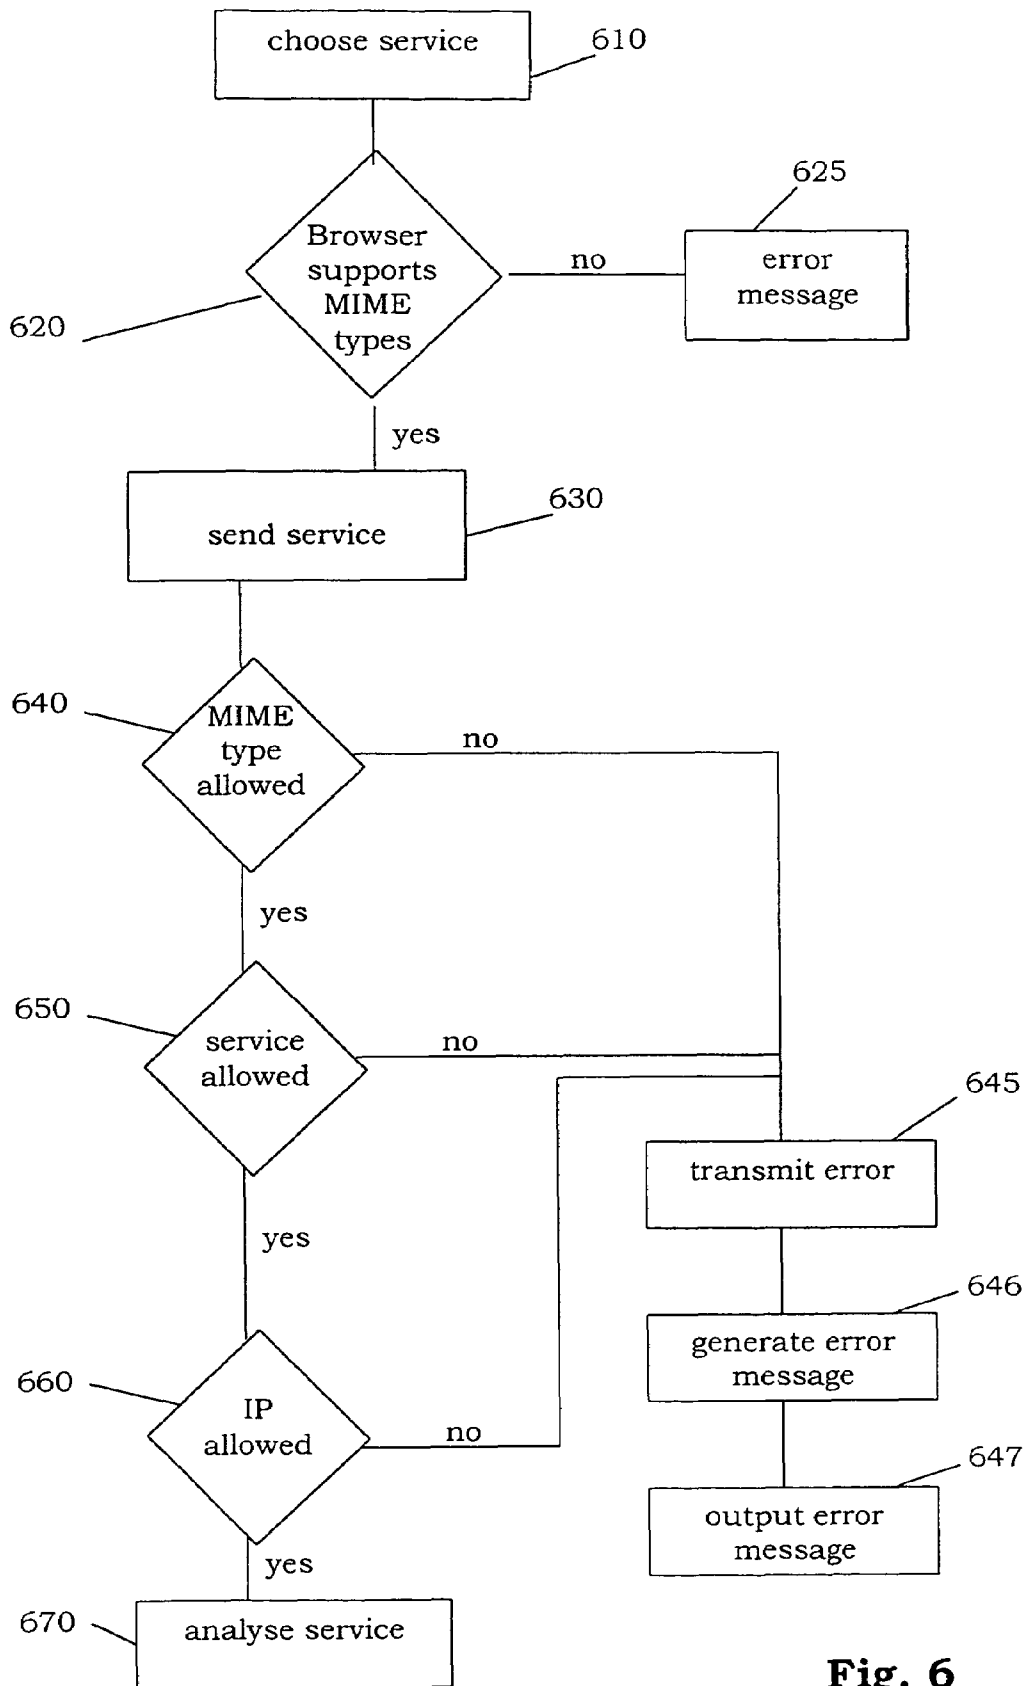 choose service
610
625
Browser
supports
MIME
types
no
error
message
620
yes
630
send service
640
MIME
type
allowed
no
yes
650
service
allowed
no
645
transmit error
yes
646
generate error
message
660
IP
allowed
no
647
output error
message
yes
670
analyse service
Fig. 6